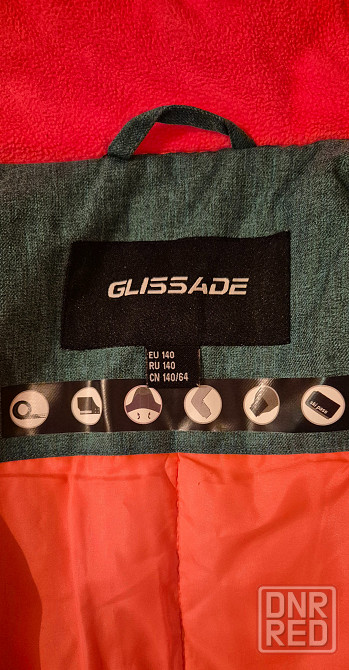 GLISSADE
EU 140
RU 140
CN 140/64
ski pass
DNR
RED